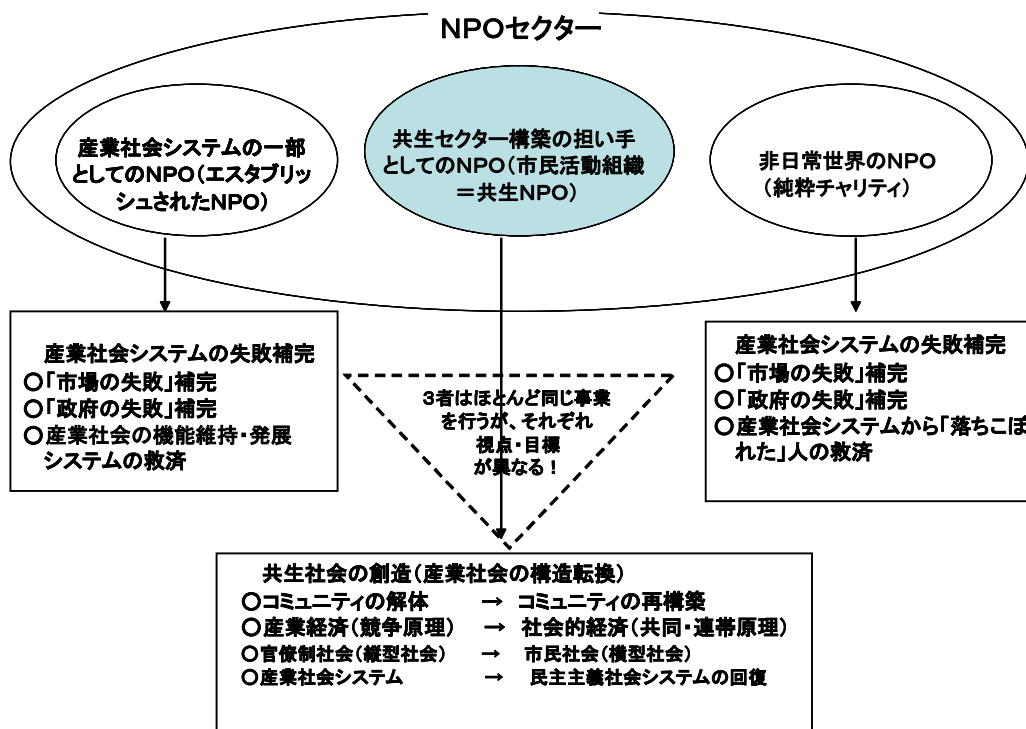 NPOセクター
産業社会システムの一部
としてのNPO(エスタブリッ
シュされたNPO)
共生セクター構築の担い手
としてのNPO(市民活動組織
=共生NPO)
非日常世界のNPO
(純粋チャリティ)
産業社会システムの失敗補完
○「市場の失敗」補完
○「政府の失敗」補完
○産業社会の機能維持・発展
システムの救済
3者はほとんど同じ事業
を行うが、それぞれ
視点・目標
が異なる!
産業社会システムの失敗補完
○「市場の失敗」補完
○「政府の失敗」補完
○産業社会システムから「落ちこぼ
れた」人の救済
共生社会の創造(産業社会の構造転換)
○コミュニティの解体 → コミュニティの再構築
○産業経済(競争原理) → 社会的経済(共同・連帯原理)
○官僚制社会(縦型社会) → 市民社会(横型社会)
○産業社会システム → 民主主義社会システムの回復